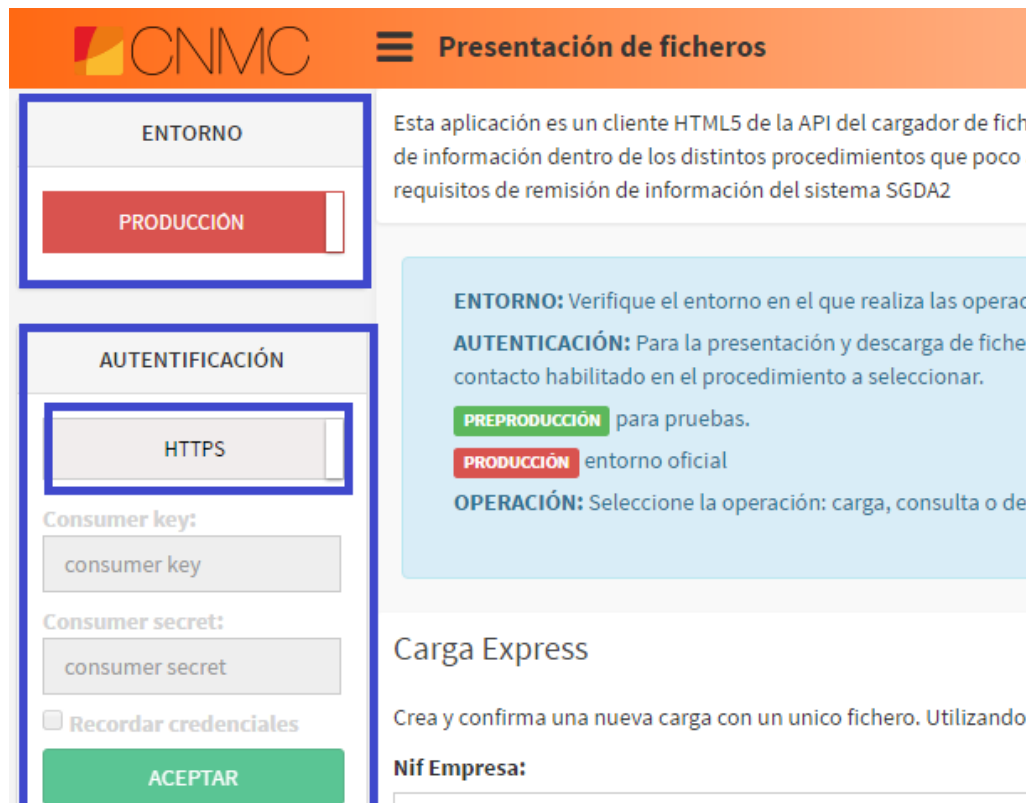 CNMC
Presentación de ficheros
ENTORNO
PRODUCCIÓN
AUTENTIFICACIÓN
HTTPS
Consumer key:
consumer key
Consumer secret:
consumer secret
Recordar credenciales
ACEPTAR
Esta aplicación es un cliente HTML5 de la API del cargador de fich
de información dentro de los distintos procedimientos que poco
requisitos de remisión de información del sistema SGDA2
ENTORNO: Verifique el entorno en el que realiza las operac
AUTENTICACIÓN: Para la presentación y descarga de fiche
contacto habilitado en el procedimiento a seleccionar.
PREPRODUCCIÓN para pruebas.
PRODUCCIÓN entorno oficial
OPERACIÓN: Seleccione la operación: carga, consulta o de
Carga Express
Crea y confirma una nueva carga con un unico fichero. Utilizando
Nif Empresa: